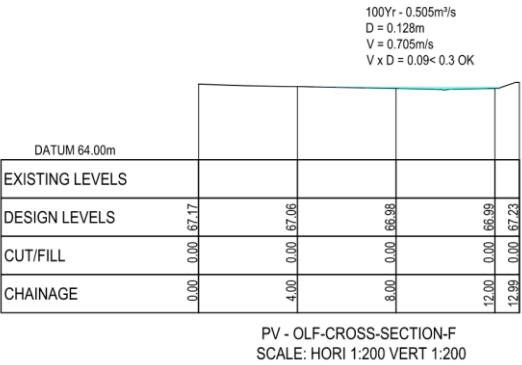 100Yr - 0.505m³/s
D = 0.128m
V = 0.705m/s
V x D = 0.09< 0.3 OK
DATUM 64.00m
EXISTING LEVELS
DESIGN LEVELS 67.17 67.06 66.98 66.99 67.23
CUT/FILL 0.00 0.00 0.00 0.00 0.00
CHAINAGE 0.00 4.00 8.00 12.00 12.99
PV - OLF-CROSS-SECTION-F
SCALE: HORI 1:200 VERT 1:200